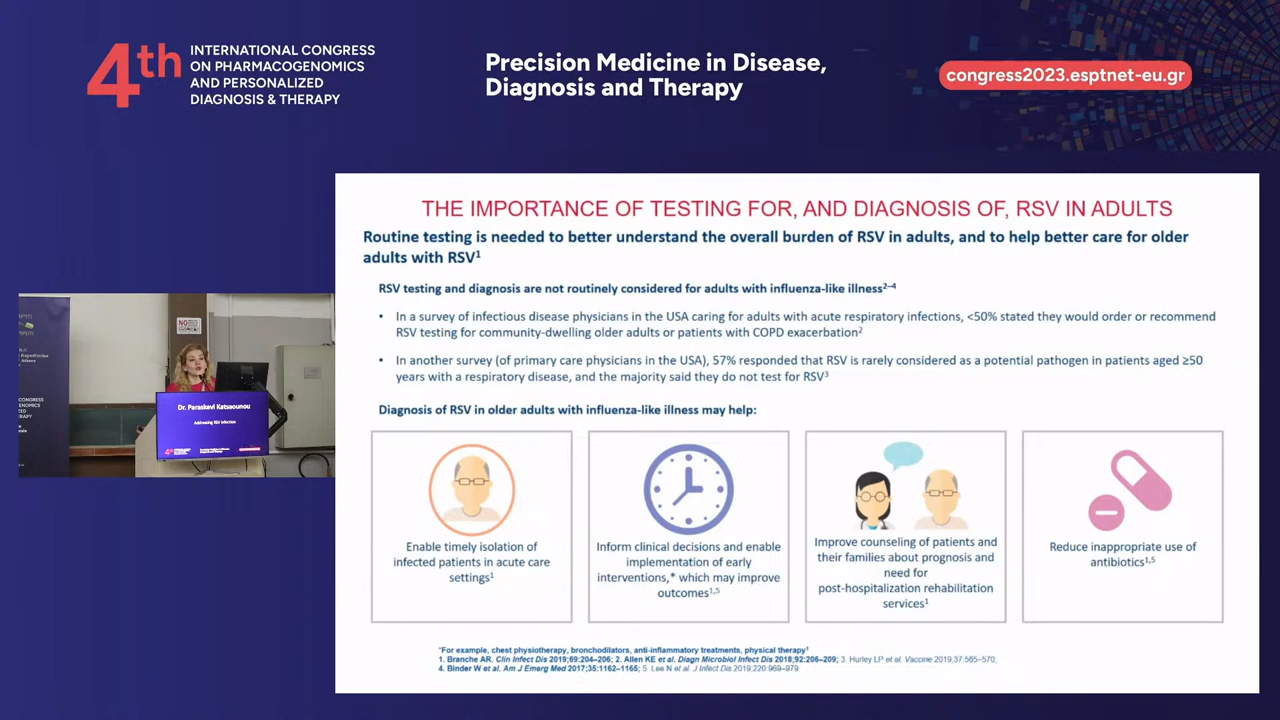 4th
INTERNATIONAL CONGRESS
ON PHARMACOGENOMICS
AND PERSONALIZED
DIAGNOSIS & THERAPY
Precision Medicine in Disease,
Diagnosis and Therapy
congress2023.esptnet-eu.gr
THE IMPORTANCE OF TESTING FOR, AND DIAGNOSIS OF, RSV IN ADULTS
Routine testing is needed to better understand the overall burden of RSV in adults, and to help better care for older
adults with RSV¹
RSV testing and diagnosis are not routinely considered for adults with influenza-like illness²⁻⁴
• In a survey of infectious disease physicians in the USA caring for adults with acute respiratory infections, <50% stated they would order or recommend
RSV testing for community-dwelling older adults or patients with COPD exacerbation²
• In another survey (of primary care physicians in the USA), 57% responded that RSV is rarely considered as a potential pathogen in patients aged ≥50
years with a respiratory disease, and the majority said they do not test for RSV³
Diagnosis of RSV in older adults with influenza-like illness may help:
Enable timely isolation of
infected patients in acute care
settings¹
Inform clinical decisions and enable
implementation of early
interventions,* which may improve
outcomes¹,⁵
Improve counseling of patients and
their families about prognosis and
need for
post-hospitalization rehabilitation
services¹
Reduce inappropriate use of
antibiotics¹,⁵
*For example, chest physiotherapy, bronchodilators, anti-inflammatory treatments, physical therapy¹
1. Branche AR. Clin Infect Dis 2019;69:204–206; 2. Allen KE et al. Diagn Microbiol Infect Dis 2018;92:206–209; 3. Hurley LP et al. Vaccine 2019;37:565–570;
4. Binder W et al. Am J Emerg Med 2017;35:1162–1165; 5. Lee N et al. J Infect Dis 2019;220:969–979
NO
Dr. Paraskevi Katsaounou
Addressing RSV Infection
4th